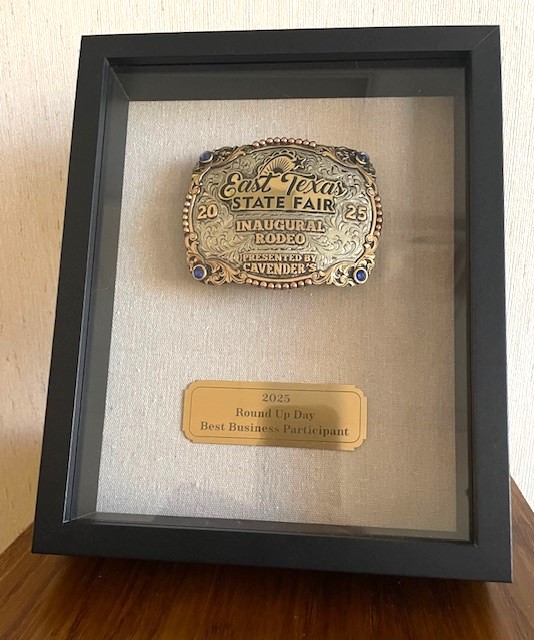 East Texas
STATE FAIR
20 25
INAUGURAL
RODEO
PRESENTED BY
CAVENDER'S
2025
Round Up Day
Best Business Participant